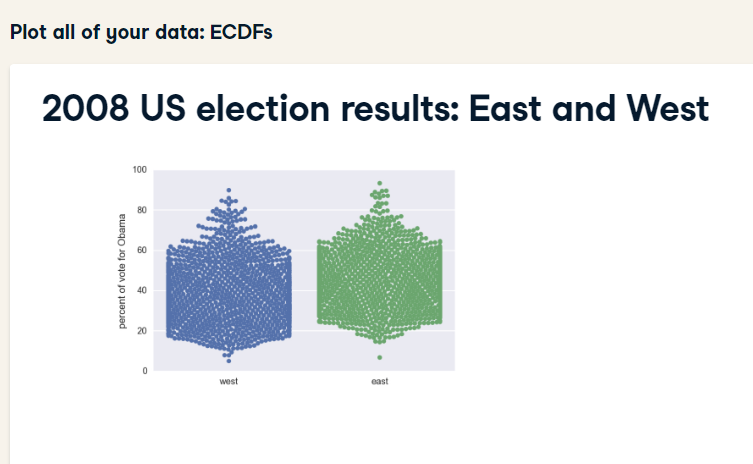 Plot all of your data: ECDFs
2008 US election results: East and West
percent of vote for Obama
100
80
60
40
20
0
west
east